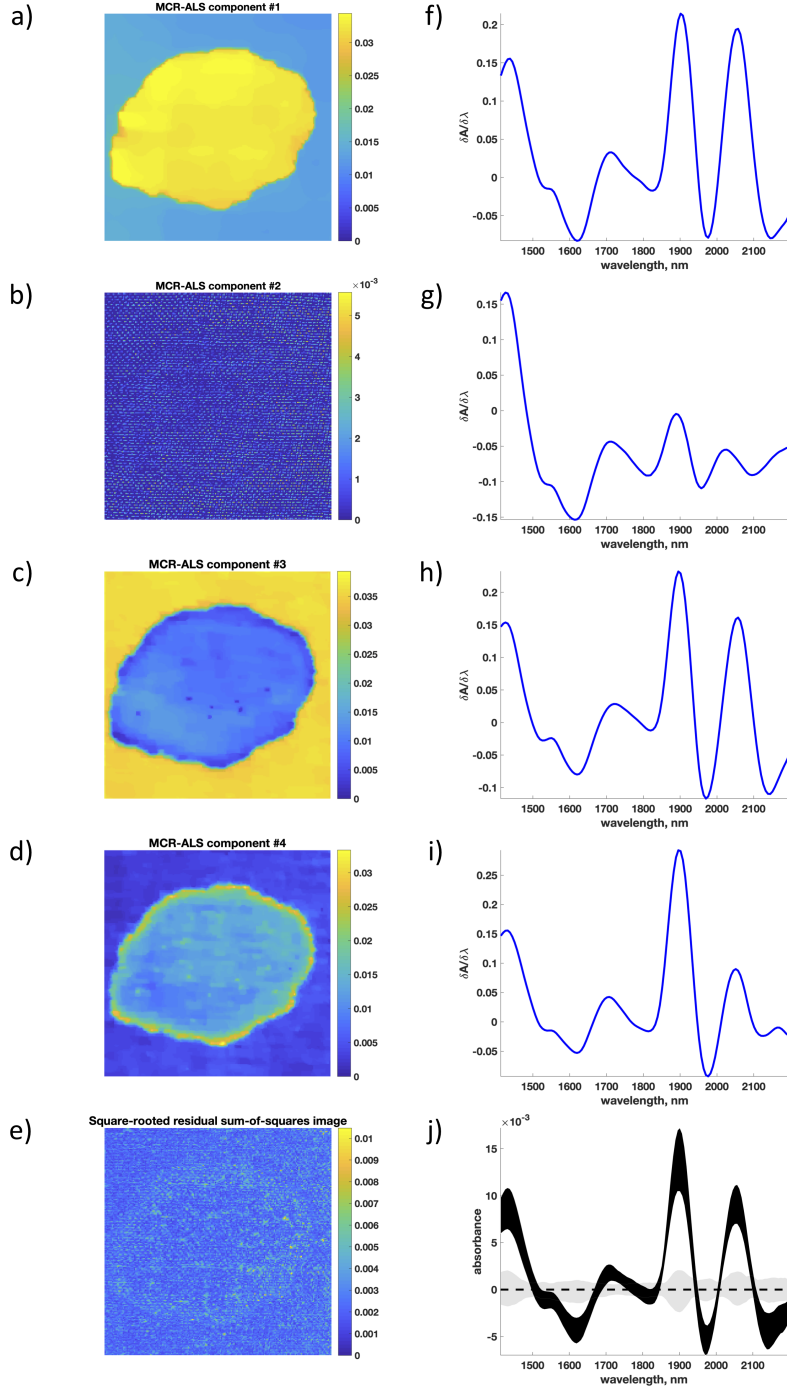 a)
MCR-ALS component #1
0.03
0.025
0.02
0.015
0.01
0.005
0
f)
0.2
0.15
0.1
0.05
0
-0.05
δA/δλ
1500 1600 1700 1800 1900 2000 2100
wavelength, nm
b)
MCR-ALS component #2
×10⁻³
5
4
3
2
1
0
g)
0.15
0.1
0.05
0
-0.05
-0.1
-0.15
δA/δλ
1500 1600 1700 1800 1900 2000 2100
wavelength, nm
c)
MCR-ALS component #3
0.035
0.03
0.025
0.02
0.015
0.01
0.005
0
h)
0.2
0.15
0.1
0.05
0
-0.05
-0.1
δA/δλ
1500 1600 1700 1800 1900 2000 2100
wavelength, nm
d)
MCR-ALS component #4
0.03
0.025
0.02
0.015
0.01
0.005
0
i)
0.25
0.2
0.15
0.1
0.05
0
-0.05
δA/δλ
1500 1600 1700 1800 1900 2000 2100
wavelength, nm
e)
Square-rooted residual sum-of-squares image
0.01
0.009
0.008
0.007
0.006
0.005
0.004
0.003
0.002
0.001
0
j)
×10⁻³
15
10
5
0
-5
absorbance
1500 1600 1700 1800 1900 2000 2100
wavelength, nm